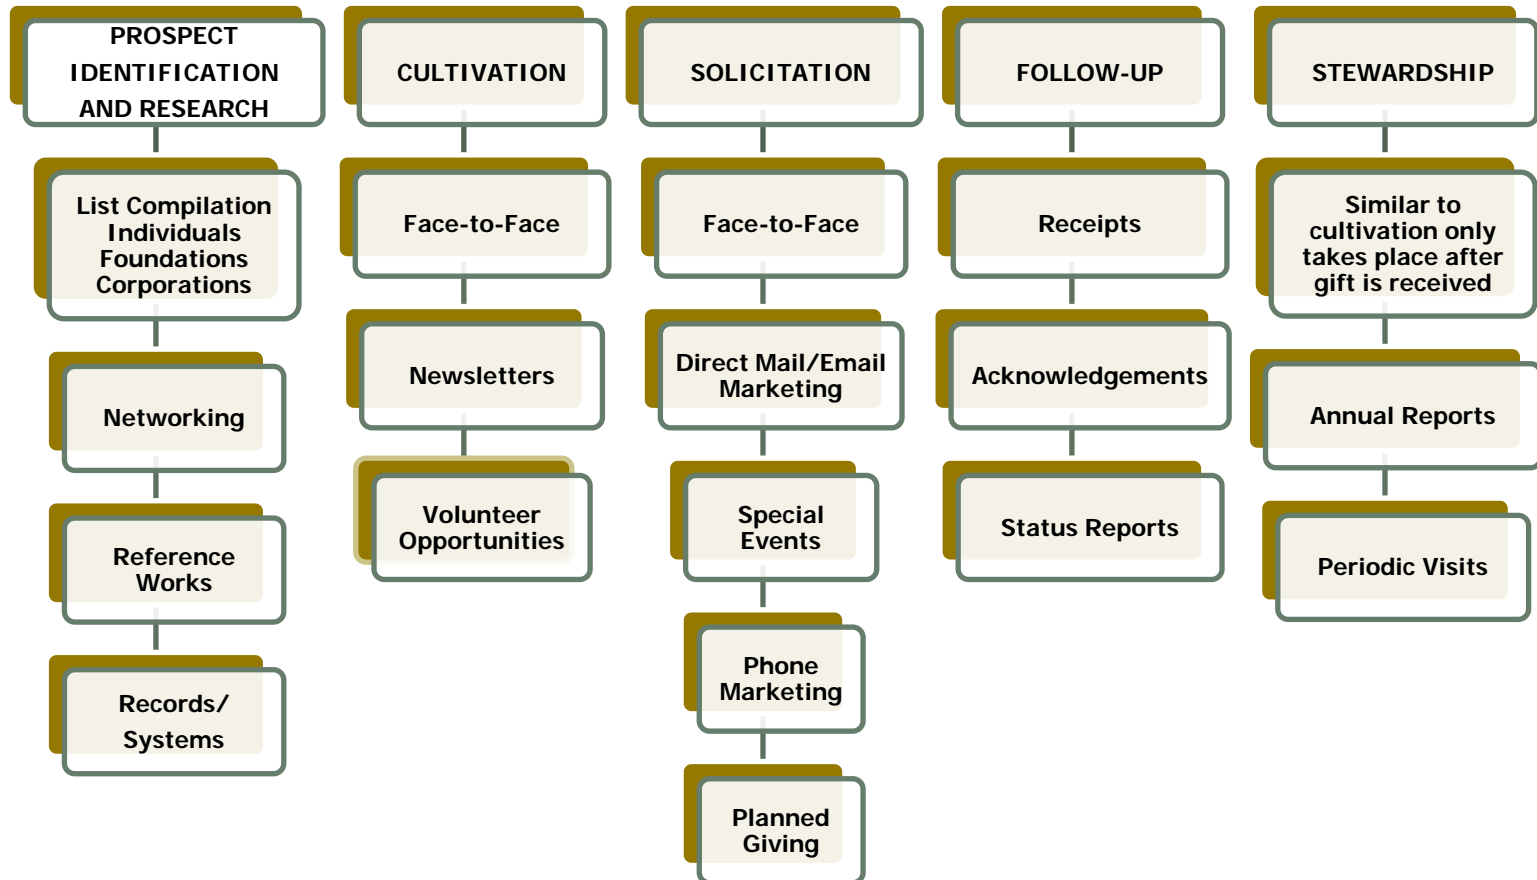 PROSPECT
IDENTIFICATION
AND RESEARCH
List Compilation
Individuals
Foundations
Corporations
Networking
Reference
Works
Records/
Systems
CULTIVATION
Face-to-Face
Newsletters
Volunteer
Opportunities
SOLICITATION
Face-to-Face
Direct Mail/Email
Marketing
Special
Events
Phone
Marketing
Planned
Giving
FOLLOW-UP
Receipts
Acknowledgements
Status Reports
STEWARDSHIP
Similar to
cultivation only
takes place after
gift is received
Annual Reports
Periodic Visits